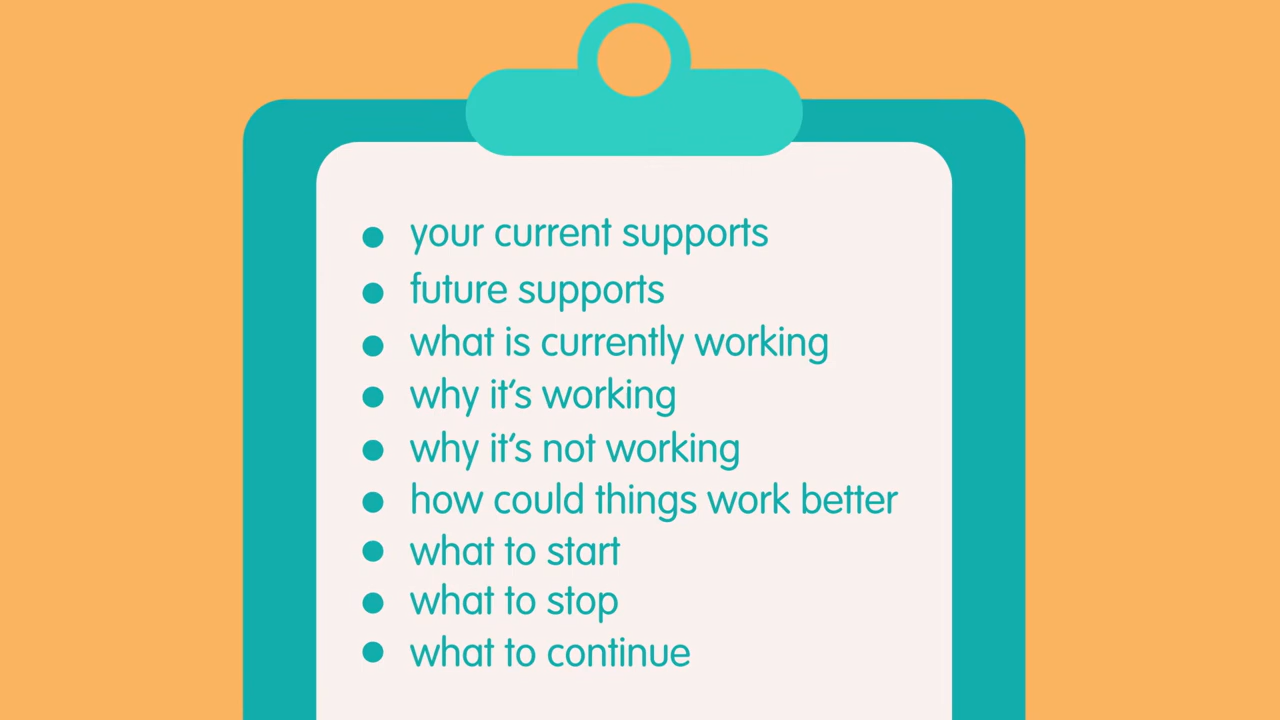 your current supports
future supports
what is currently working
why it's working
why it's not working
how could things work better
what to start
what to stop
what to continue